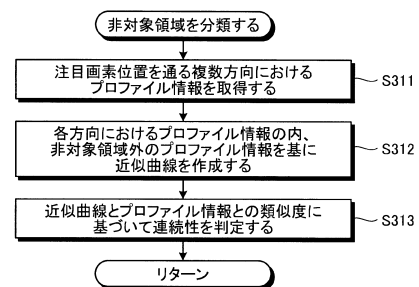 非対象領域を分類する
注目画素位置を通る複数方向における
プロファイル情報を取得する
S311
各方向におけるプロファイル情報の内、
非対象領域外のプロファイル情報を基に
近似曲線を作成する
S312
近似曲線とプロファイル情報との類似度に
基づいて連続性を判定する
S313
リターン